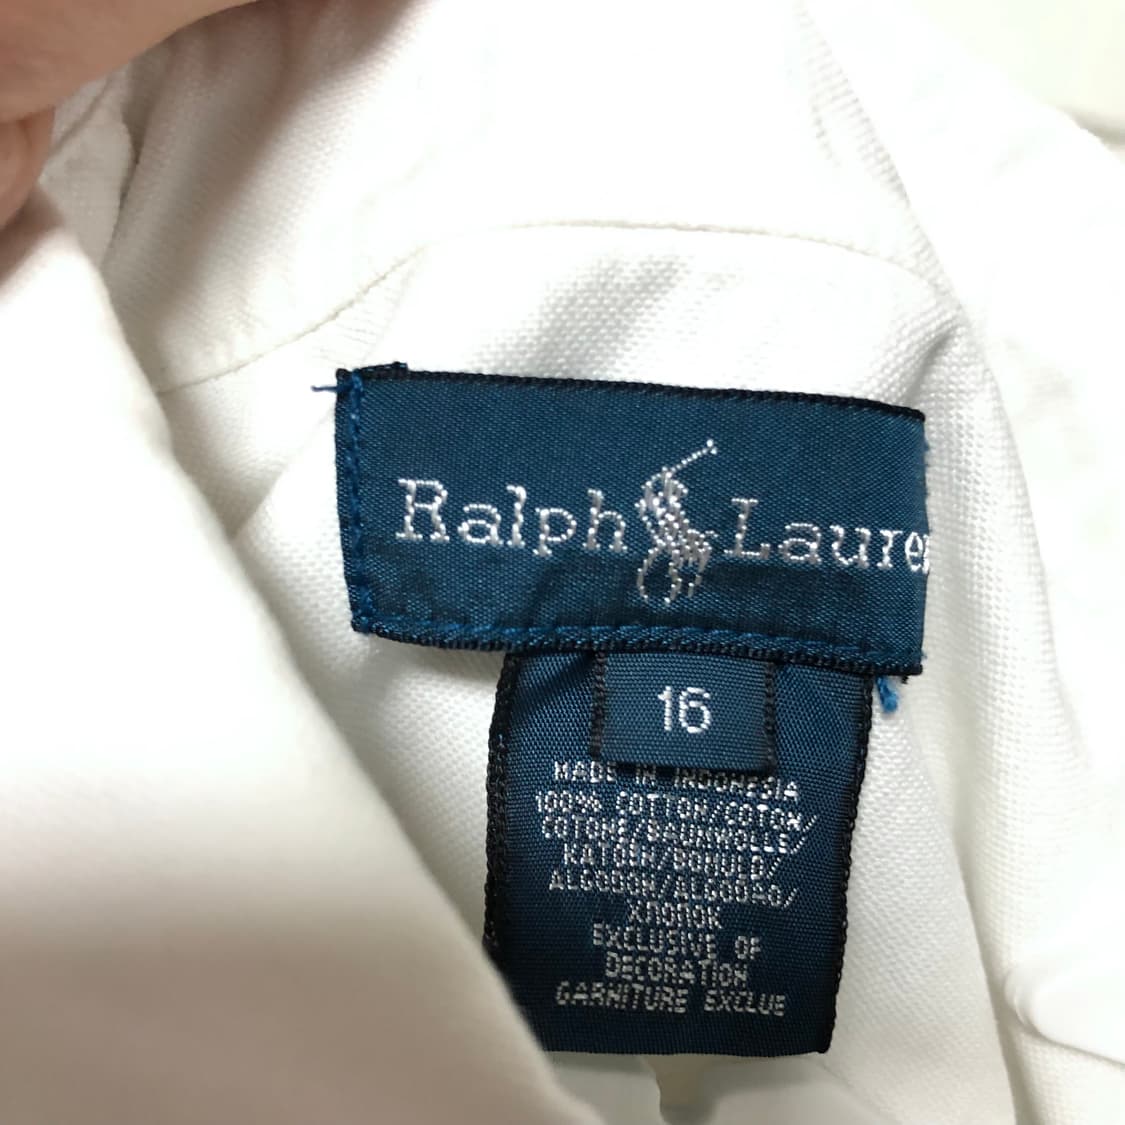 Ralph Lauren
16
MADE IN INDONESIA
100% COTTON/COTON/
COTONE/BAUMWOLLE/
KATOEN/BOMULD/
ALGODON/ALGODAO/
ХЛОПОК
EXCLUSIVE OF
DECORATION
GARNITURE EXCLUE